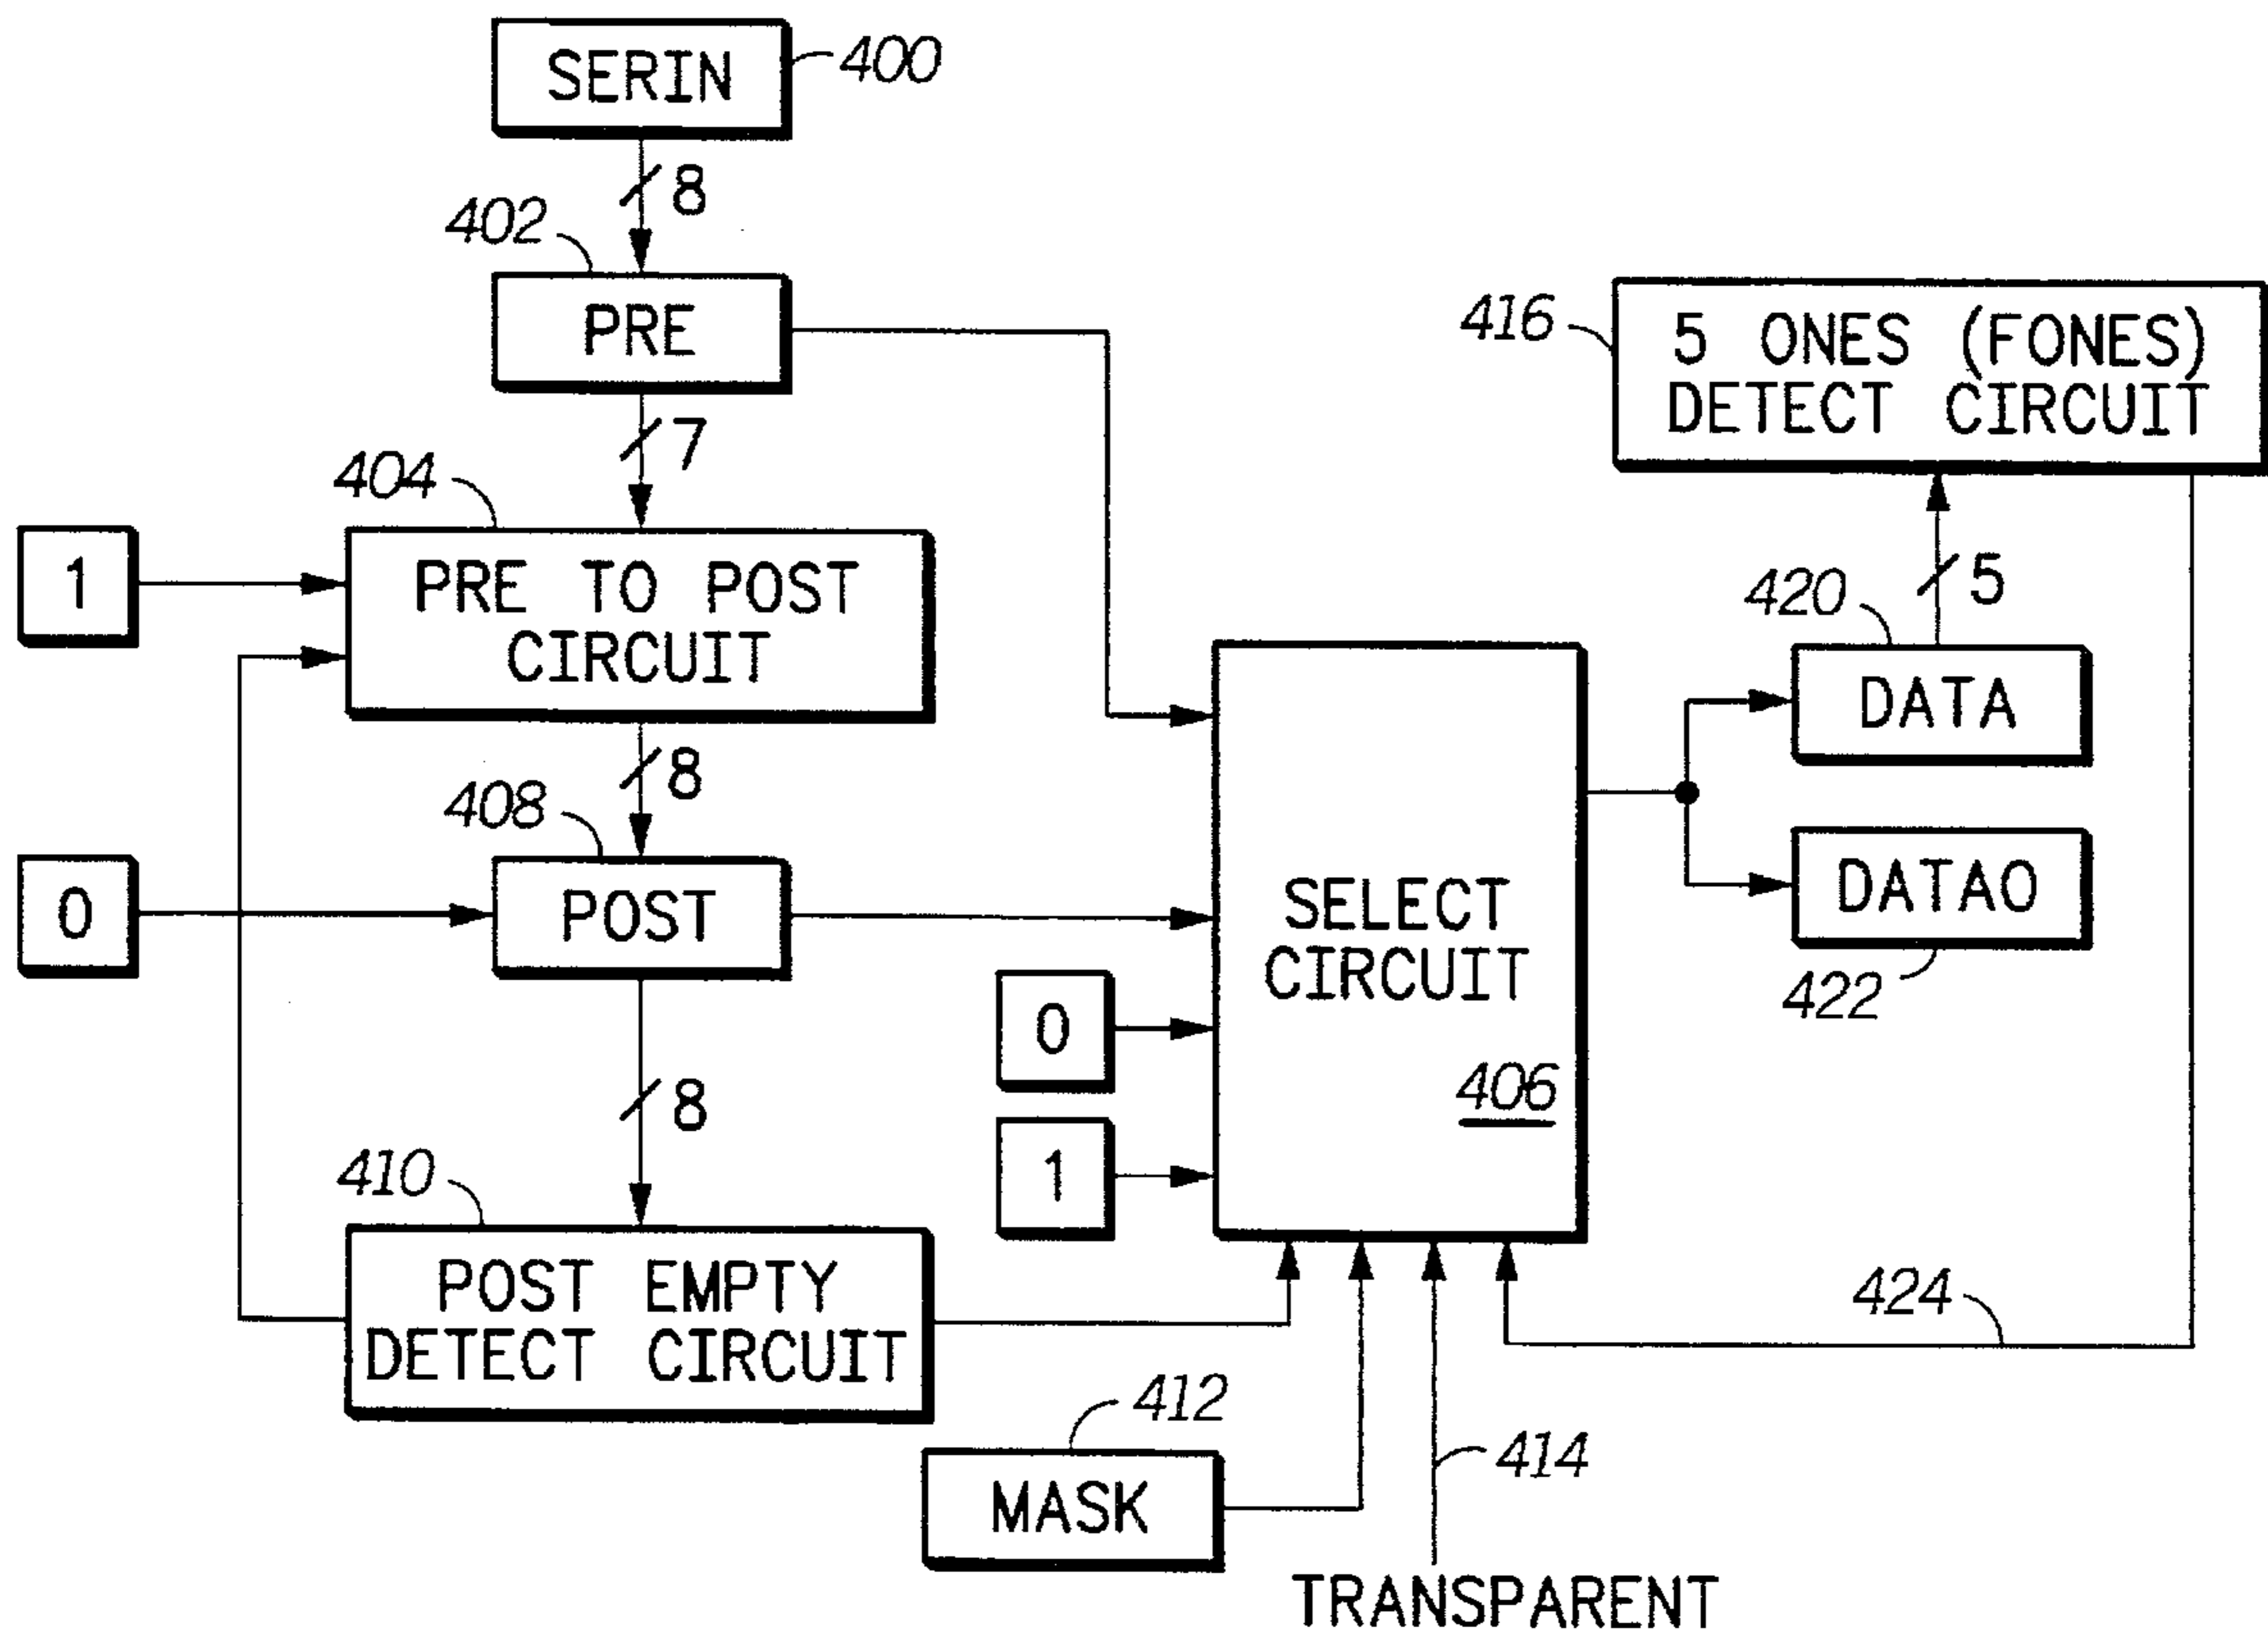 SERIN
400
8
402
PRE
7
404
1
PRE TO POST
CIRCUIT
8
408
0
POST
8
410
POST EMPTY
DETECT CIRCUIT
SELECT
CIRCUIT
406
0
1
412
MASK
414
TRANSPARENT
416
5 ONES (FONES)
DETECT CIRCUIT
5
420
DATA
DATAO
422
424